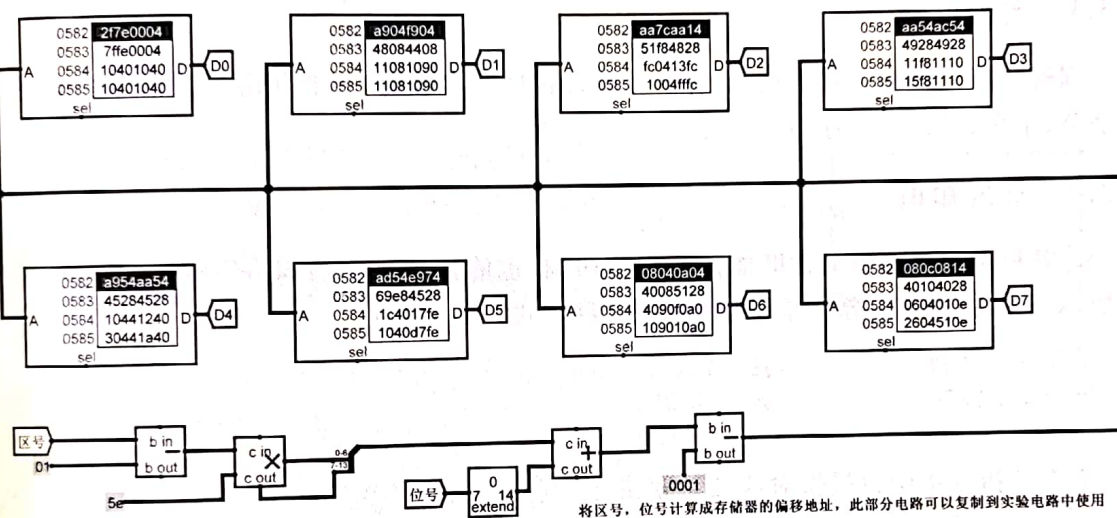 0582 2f7e0004
0583 7ffe0004
0584 10401040
0585 10401040
A
D
sel
D0
0582 a904f904
0583 48084408
0584 11081090
0585 11081090
A
D
sel
D1
0582 aa7caa14
0583 51f84828
0584 fc0413fc
0585 1004fffc
A
D
sel
D2
0582 aa54ac54
0583 49284928
0584 11f81110
0585 15f81110
A
D
sel
D3
0582 a954aa54
0583 45284528
0584 10441240
0585 30441a40
A
D
sel
D4
0582 ad54e974
0583 69e84528
0584 1c4017fe
0585 1040d7fe
A
D
sel
D5
0582 08040a04
0583 40085128
0584 4090f0a0
0585 109010a0
A
D
sel
D6
0582 080c0814
0583 40104028
0584 0604010e
0585 2604510e
A
D
sel
D7
区号
01
b in
−
b out
5e
c in
×
c out
0-6
7-13
位号
0
7 14
extend
c in
+
c out
b in
−
b out
0001
将区号，位号计算成存储器的偏移地址，此部分电路可以复制到实验电路中使用